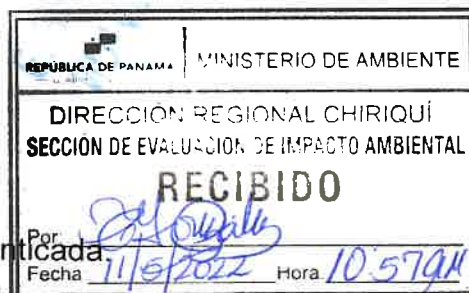 REPÚBLICA DE PANAMÁ
MINISTERIO DE AMBIENTE
DIRECCIÓN REGIONAL CHIRIQUÍ
SECCIÓN DE EVALUACIÓN DE IMPACTO AMBIENTAL
RECIBIDO
Por
nticada.
Fecha 11/5/2022 Hora 10:57am